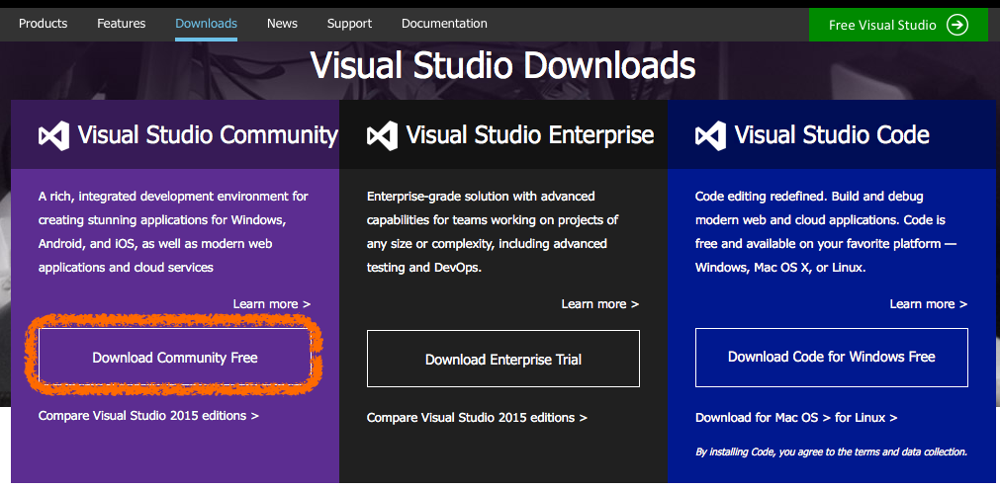 Products Features Downloads News Support Documentation Free Visual Studio
Visual Studio Downloads
Visual Studio Community
A rich, integrated development environment for
creating stunning applications for Windows,
Android, and iOS, as well as modern web
applications and cloud services
Learn more >
Download Community Free
Compare Visual Studio 2015 editions >
Visual Studio Enterprise
Enterprise-grade solution with advanced
capabilities for teams working on projects of
any size or complexity, including advanced
testing and DevOps.
Learn more >
Download Enterprise Trial
Compare Visual Studio 2015 editions >
Visual Studio Code
Code editing redefined. Build and debug
modern web and cloud applications. Code is
free and available on your favorite platform —
Windows, Mac OS X, or Linux.
Learn more >
Download Code for Windows Free
Download for Mac OS > for Linux >
By installing Code, you agree to the terms and data collection.